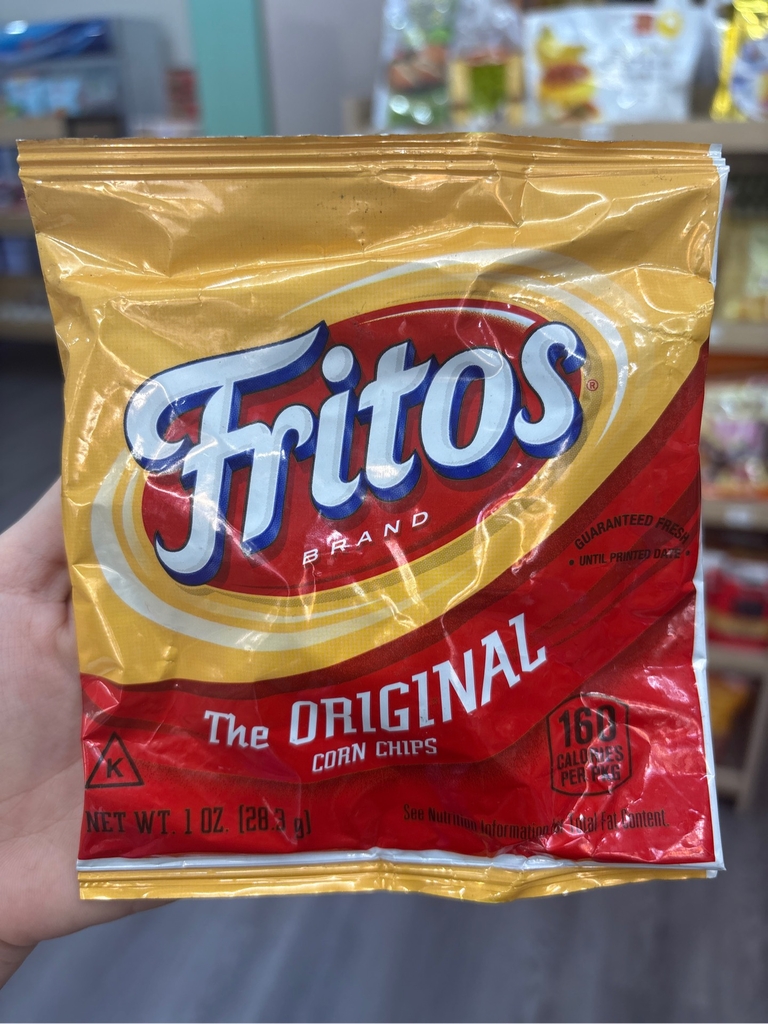 Fritos®
BRAND
GUARANTEED FRESH
• UNTIL PRINTED DATE •
The ORIGINAL
CORN CHIPS
160
CALORIES
PER PKG
K
NET WT. 1 OZ. (28.3 g)
See Nutrition Information for Total Fat Content.